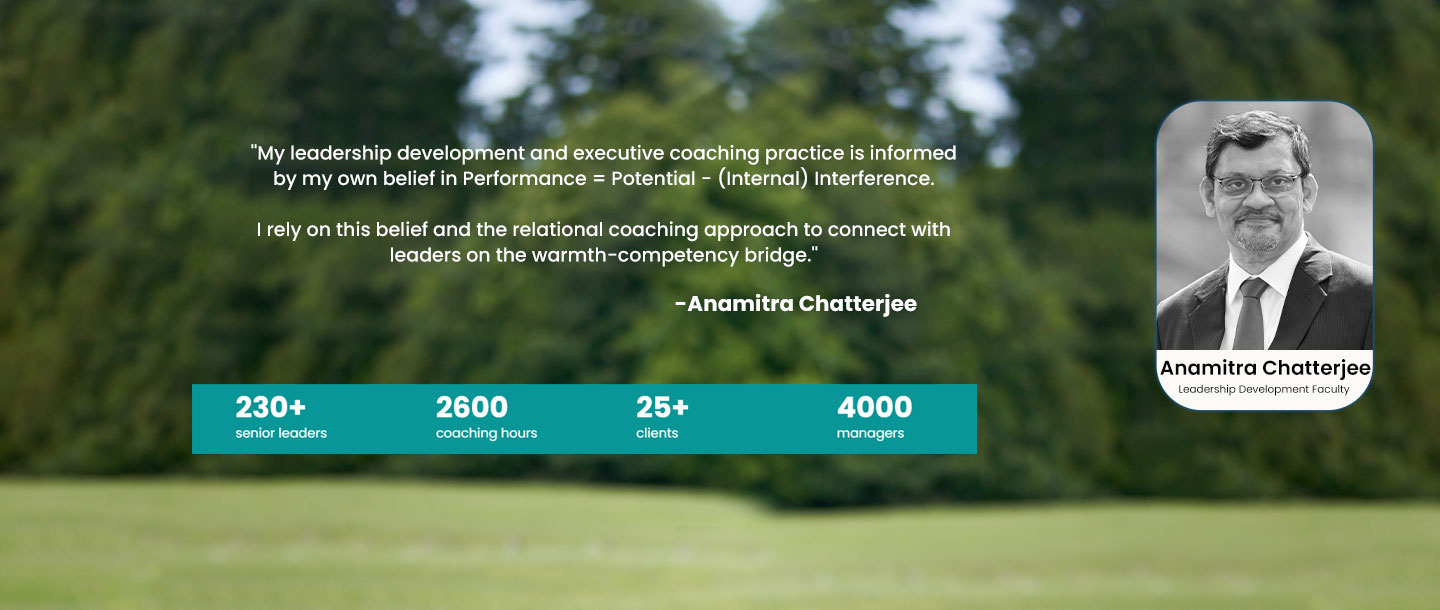 "My leadership development and executive coaching practice is informed
by my own belief in Performance = Potential - (Internal) Interference.
I rely on this belief and the relational coaching approach to connect with
leaders on the warmth-competency bridge."
-Anamitra Chatterjee
230+
senior leaders
2600
coaching hours
25+
clients
4000
managers
Anamitra Chatterjee
Leadership Development Faculty